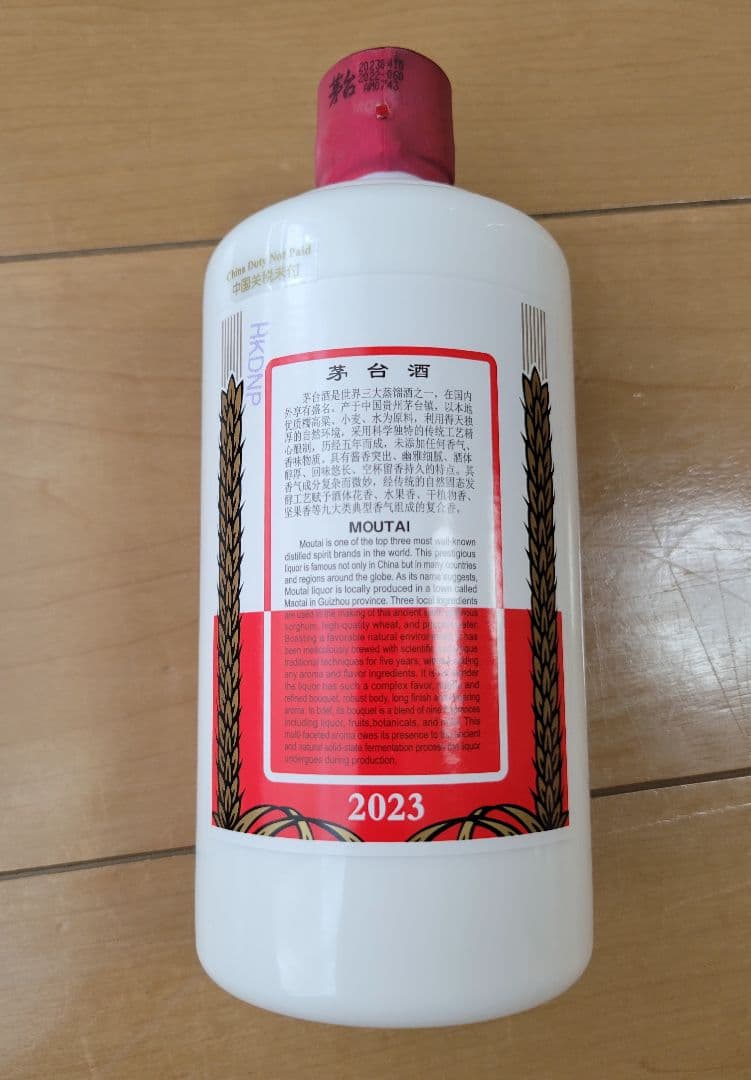 茅台
2022-060
AM0743
China Duty Not Paid
中国关税未付
HKDNP
茅台酒
茅台酒是世界三大蒸馏酒之一，在国内
外享有盛名。产于中国贵州茅台镇，以本地
优质糯高粱、小麦、水为原料，利用得天独
厚的自然环境，采用科学独特的传统工艺精
心酿制，历经五年而成，未添加任何香气、
香味物质。具有酱香突出、幽雅细腻、酒体
醇厚、回味悠长、空杯留香持久的特点。其
香气成分复杂而微妙，经传统的自然固态发
酵工艺赋予酒体花香、水果香、干植物香、
坚果香等九大类典型香气组成的复合香。
MOUTAI
Moutai is one of the top three most well-known
distilled spirit brands in the world. This prestigious
liquor is famous not only in China but in many countries
and regions around the globe. As its name suggests,
Moutai liquor is locally produced in a town called
Maotai in Guizhou province. Three local ingredients
are used in the making of this ancient
sorghum, high-quality wheat, and water.
Boasting a favorable natural has
been meticulously brewed with scientific
traditional techniques for five years,
any aroma and flavor ingredients. It is
the liquor has such a complex and
refined bouquet, robust body, long finish
aroma. In brief, its bouquet is a blend of nine
including liquor, fruits,botanicals, and This
multi-faceted aroma owes its presence to the ancient
and natural solid-state fermentation process the liquor
undergoes during production.
2023